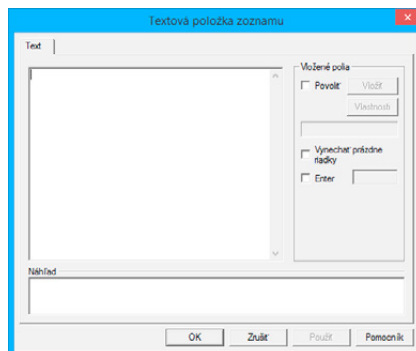 Textová položka zoznamu
Text
Vložené polia
Povoliť
Vložiť
Vlastnosti
Vynechať prázdne
riadky
Enter
Náhľad
OK
Zrušiť
Použiť
Pomocník